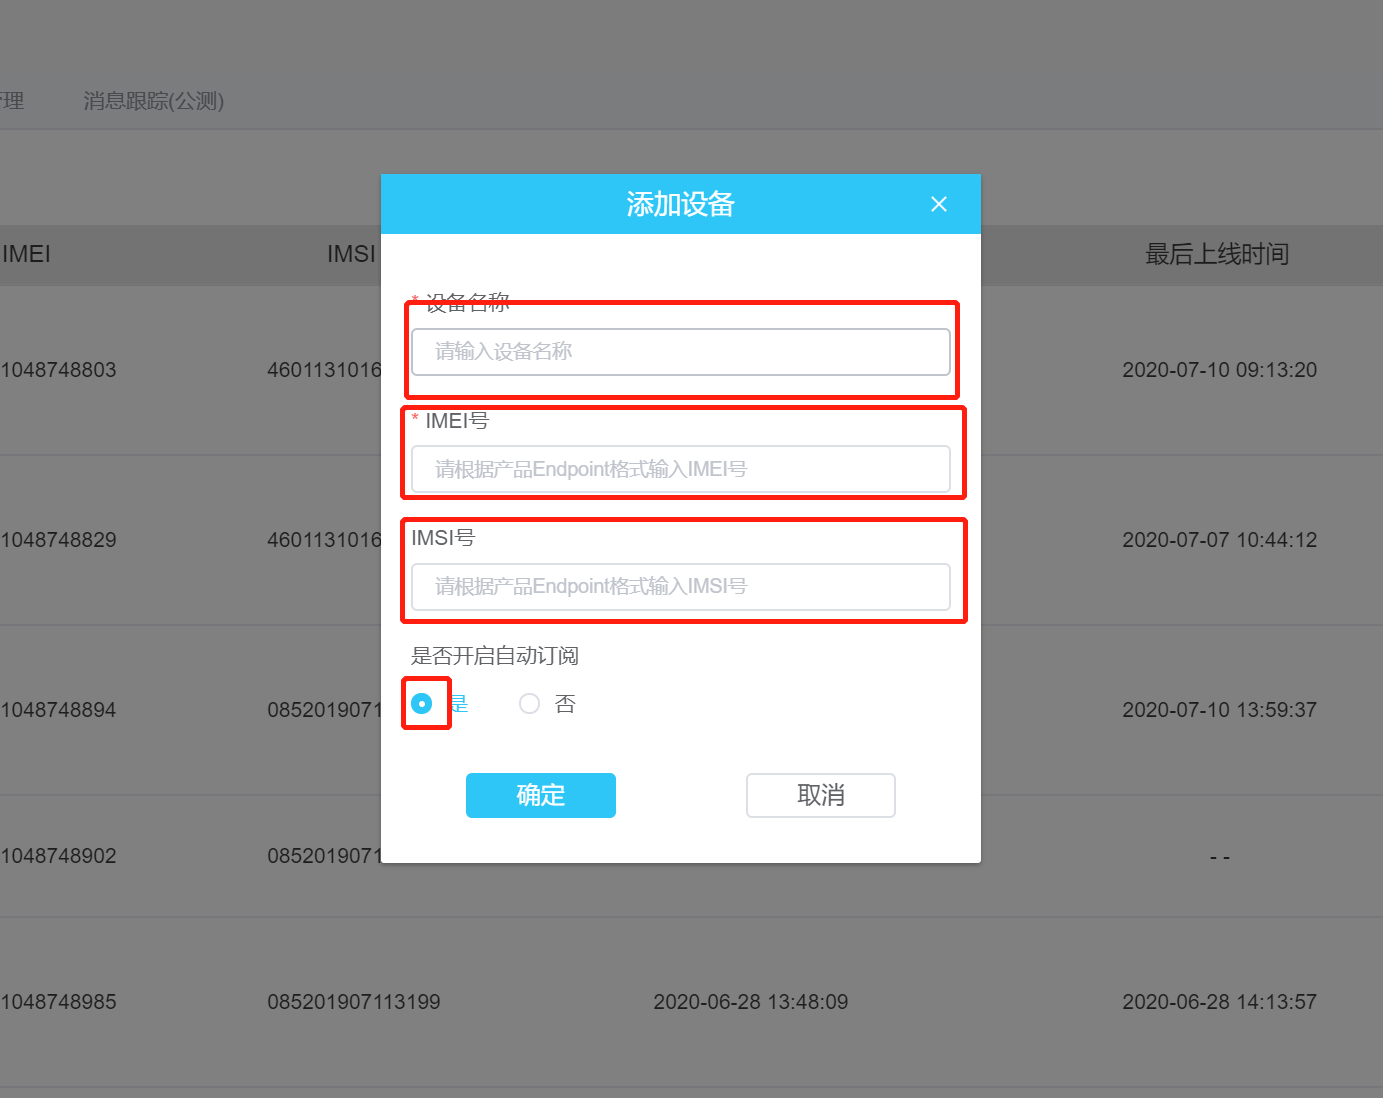 理 消息跟踪(公测)
添加设备
IMEI IMSI 最后上线时间
* 设备名称
请输入设备名称
1048748803 4601131016 2020-07-10 09:13:20
* IMEI号
请根据产品Endpoint格式输入IMEI号
IMSI号
1048748829 4601131016 2020-07-07 10:44:12
请根据产品Endpoint格式输入IMSI号
是否开启自动订阅
是 否
1048748894 0852019071 2020-07-10 13:59:37
确定 取消
1048748902 0852019071 - -
1048748985 085201907113199 2020-06-28 13:48:09 2020-06-28 14:13:57